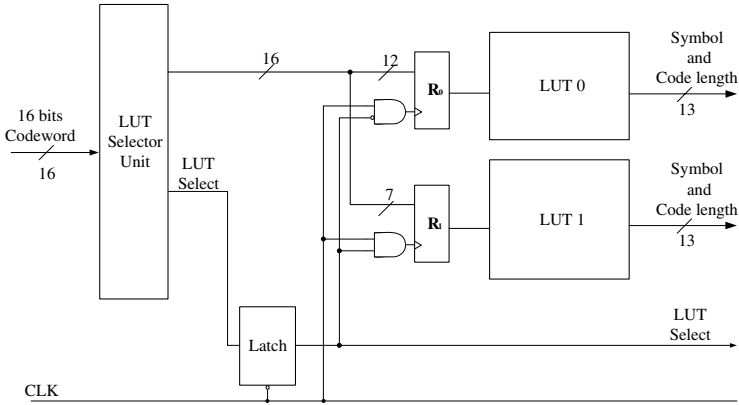 16 bits
Codeword
16
LUT
Selector
Unit
LUT
Select
16
12
R0
LUT 0
Symbol
and
Code length
13
7
R1
LUT 1
Symbol
and
Code length
13
Latch
LUT
Select
CLK